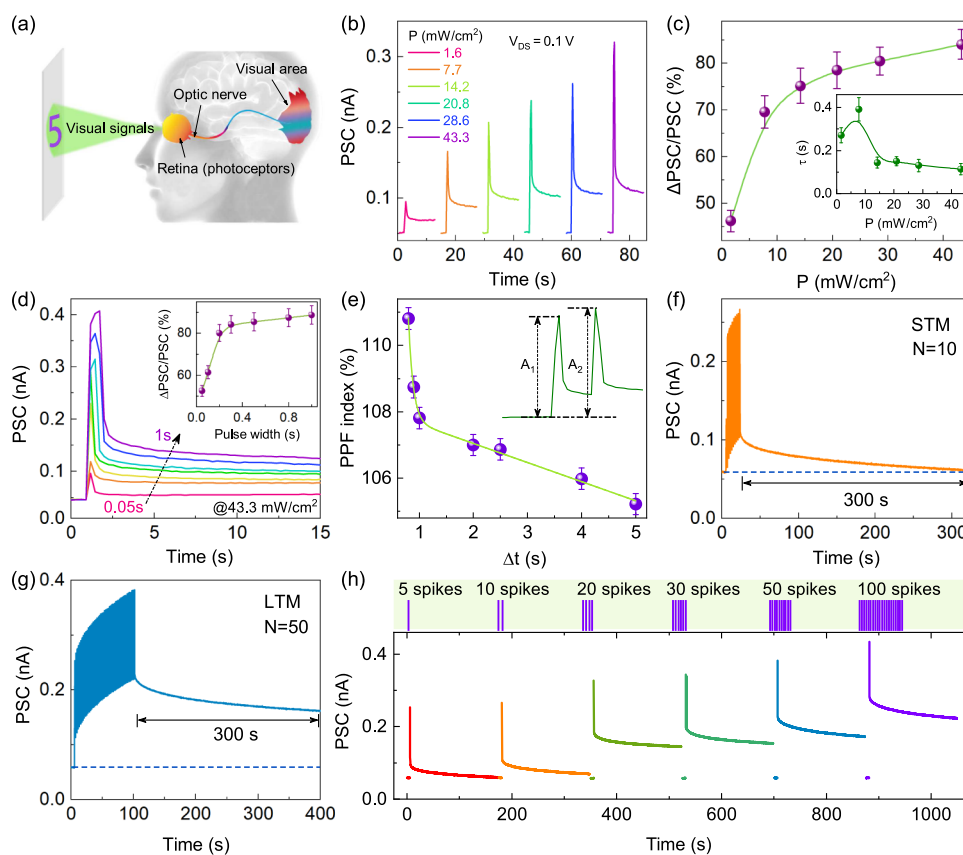 (a)
Visual area
Optic nerve
5
Visual signals
Retina (photoceptors)
(b)
P (mW/cm²)
V_DS = 0.1 V
1.6
7.7
14.2
20.8
28.6
43.3
PSC (nA)
0.3
0.2
0.1
0 20 40 60 80
Time (s)
(c)
ΔPSC/PSC (%)
90
80
70
60
50
0 10 20 30 40
P (mW/cm²)
τ (s)
0.4
0.2
0.0
0 10 20 30 40
P (mW/cm²)
(d)
PSC (nA)
0.4
0.3
0.2
0.1
0.0
0 5 10 15
Time (s)
1s
0.05s
@43.3 mW/cm²
ΔPSC/PSC (%)
80
60
0.0 0.5 1.0
Pulse width (s)
(e)
PPF index (%)
110
108
106
1 2 3 4 5
Δt (s)
A₁
A₂
(f)
STM
N=10
PSC (nA)
0.2
0.1
0.0
0 100 200 300
Time (s)
300 s
(g)
LTM
N=50
PSC (nA)
0.4
0.2
0.0
0 100 200 300 400
Time (s)
300 s
(h)
5 spikes 10 spikes 20 spikes 30 spikes 50 spikes 100 spikes
PSC (nA)
0.4
0.2
0.0
0 200 400 600 800 1000
Time (s)